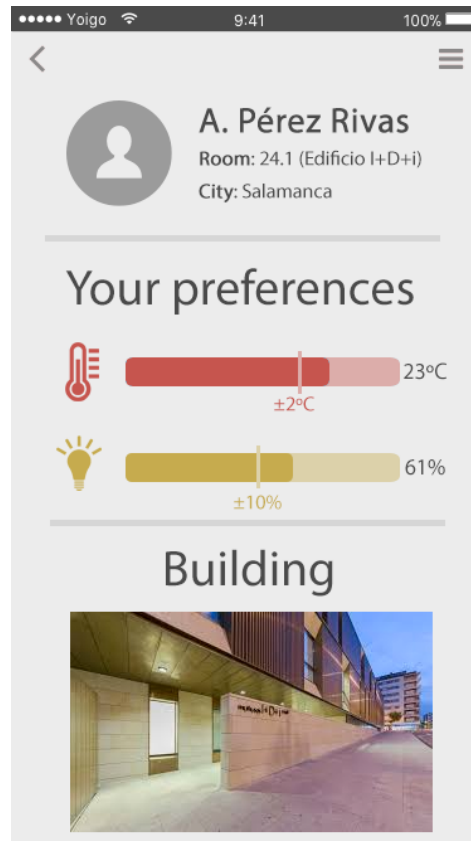 Yoigo 9:41 100%
A. Pérez Rivas
Room: 24.1 (Edificio I+D+i)
City: Salamanca
Your preferences
23ºC
±2ºC
61%
±10%
Building